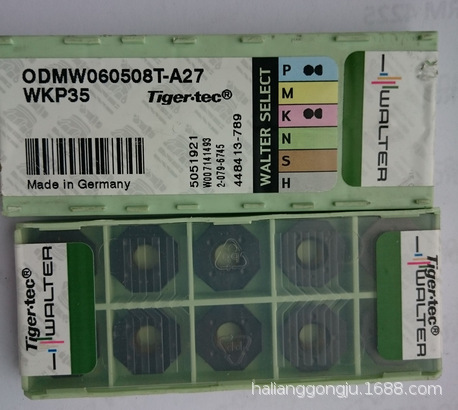 ODMW060508T-A27
WKP35
Tiger·tec®
Made in Germany
5051921
W007141493
2-079-6745
448413-789
WALTER SELECT
P
M
K
N
S
H
WALTER
Tiger·tec®
WALTER
Tiger·tec®
WALTER
hailianggongju.1688.com